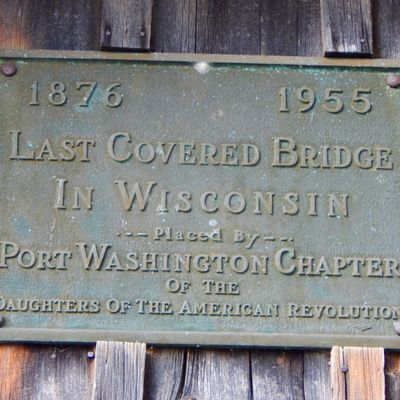 1876 1955
LAST COVERED BRIDGE
IN WISCONSIN
--- PLACED BY ---
PORT WASHINGTON CHAPTER
OF THE
DAUGHTERS OF THE AMERICAN REVOLUTION